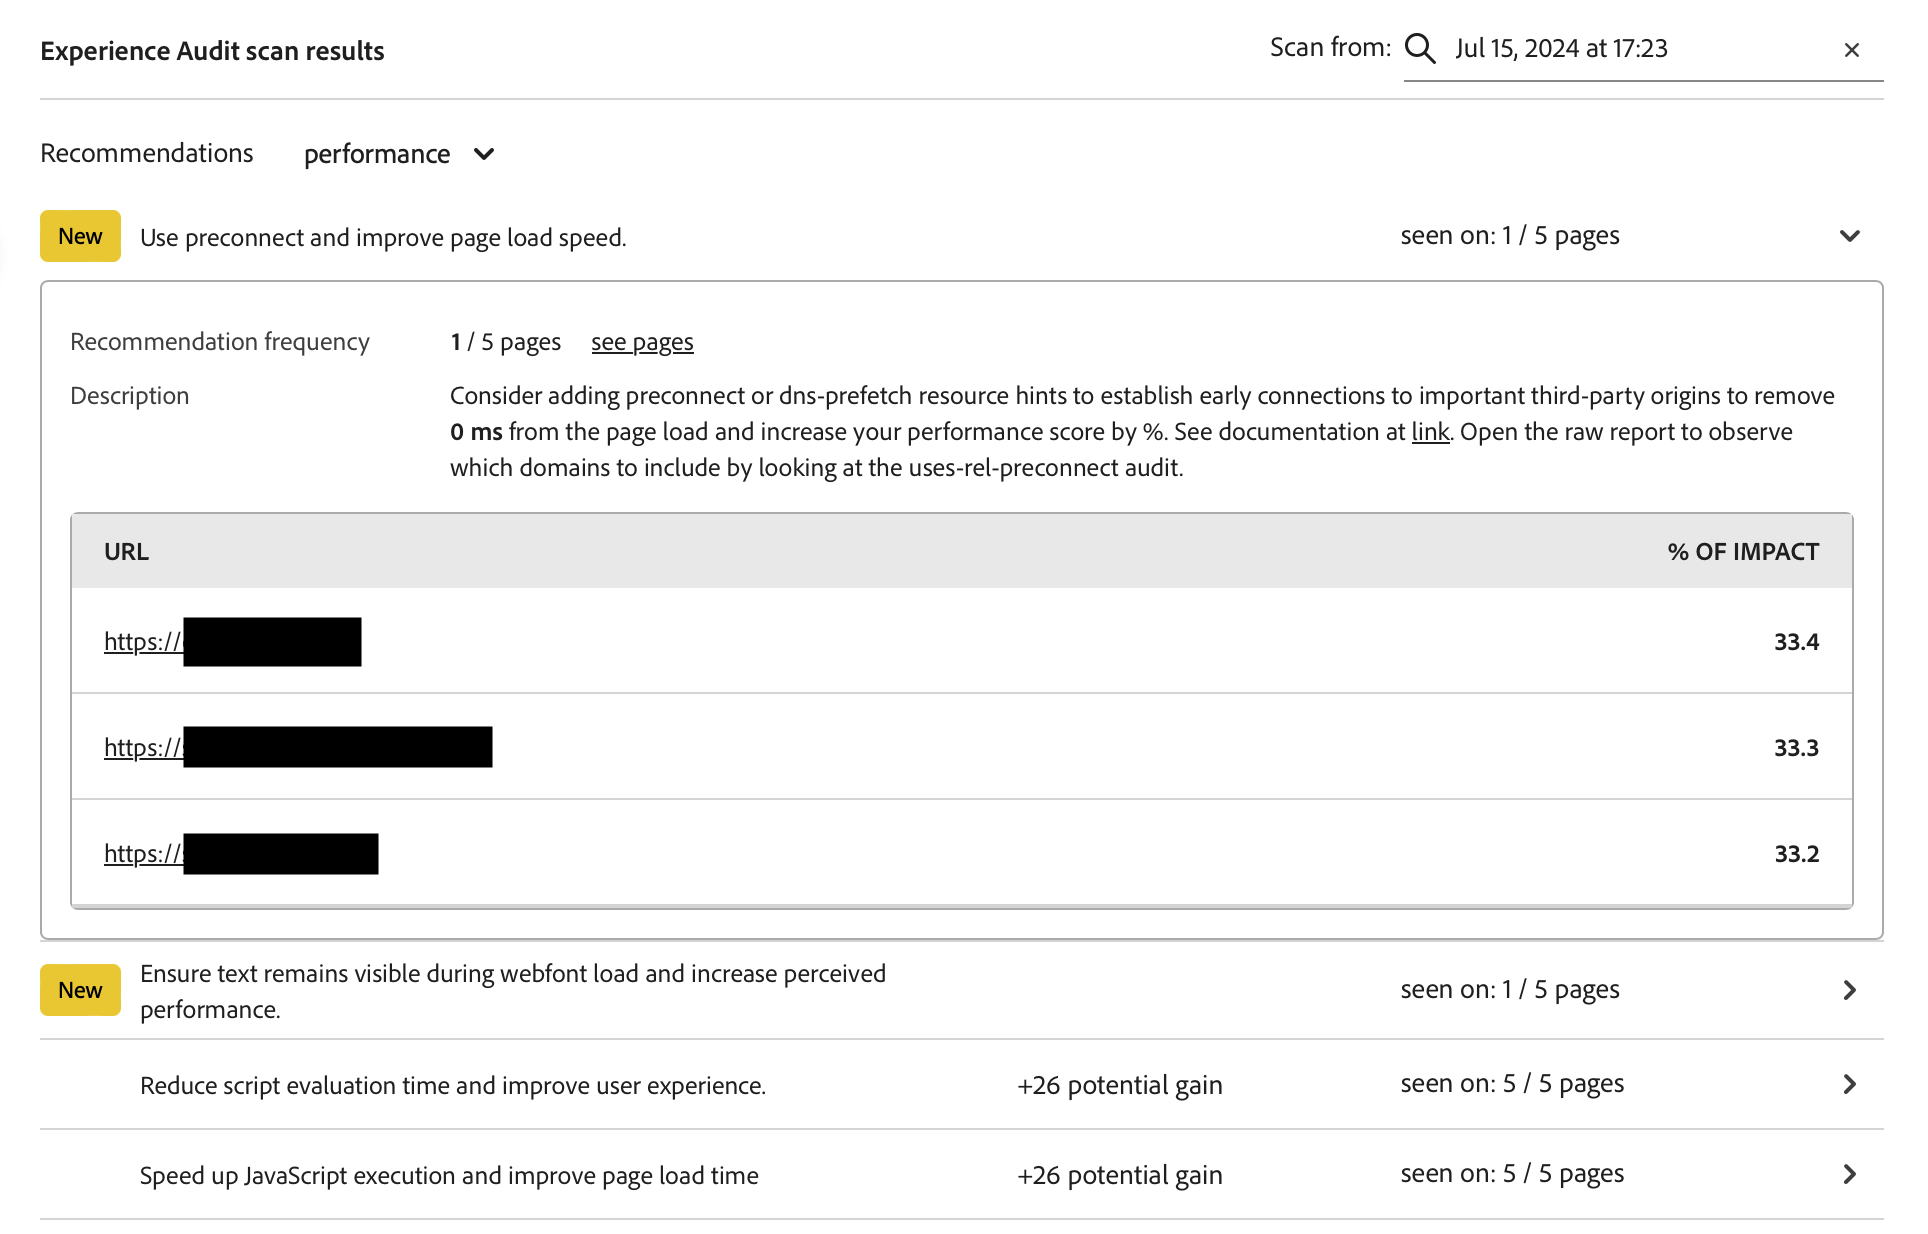 Experience Audit scan results
Scan from: Jul 15, 2024 at 17:23
Recommendations performance
New Use preconnect and improve page load speed. seen on: 1 / 5 pages
Recommendation frequency 1 / 5 pages see pages
Description Consider adding preconnect or dns-prefetch resource hints to establish early connections to important third-party origins to remove
0 ms from the page load and increase your performance score by %. See documentation at link. Open the raw report to observe
which domains to include by looking at the uses-rel-preconnect audit.
URL % OF IMPACT
https:// 33.4
https:// 33.3
https:// 33.2
New Ensure text remains visible during webfont load and increase perceived
performance. seen on: 1 / 5 pages
Reduce script evaluation time and improve user experience. +26 potential gain seen on: 5 / 5 pages
Speed up JavaScript execution and improve page load time +26 potential gain seen on: 5 / 5 pages